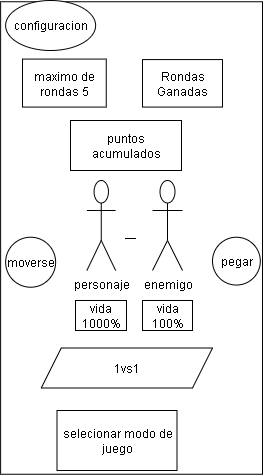 configuracion
maximo de
rondas 5
Rondas
Ganadas
puntos
acumulados
moverse
pegar
personaje
enemigo
vida
1000%
vida
100%
1vs1
selecionar modo de
juego